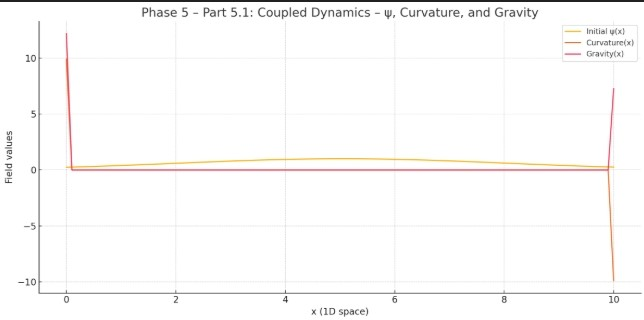 Phase 5 – Part 5.1: Coupled Dynamics – ψ, Curvature, and Gravity
Initial ψ(x)
Curvature(x)
Gravity(x)
Field values
10
5
0
−5
−10
0
2
4
6
8
10
x (1D space)